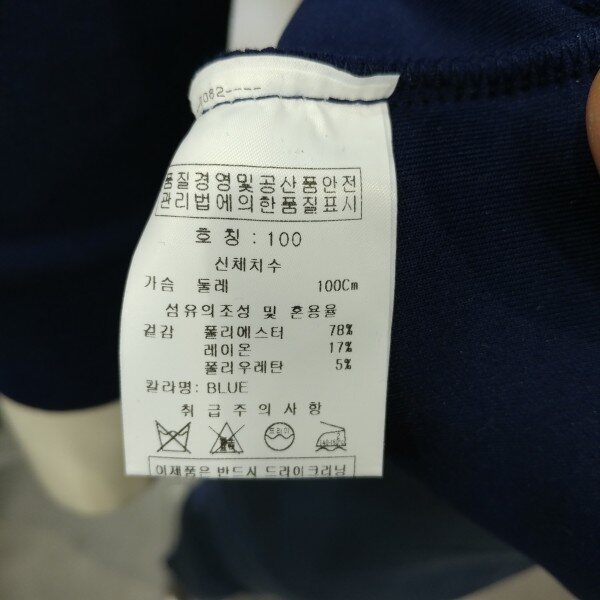 품질경영및공산품안전
관리법에의한품질표시
호 칭 : 100
신체치수
가슴 둘레 100Cm
섬유의조성 및 혼용율
겉감 폴리에스터 78%
레이온 17%
폴리우레탄 5%
칼라명: BLUE
취 급 주 의 사 항
드라이
이제품은 반드시 드라이크리닝